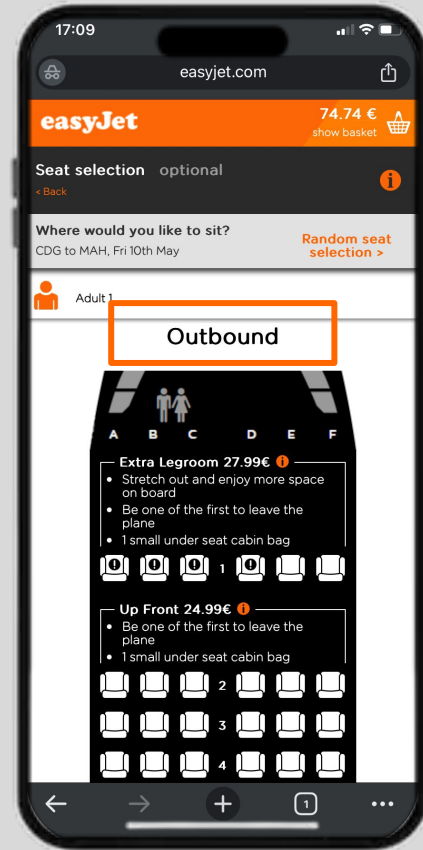 17:09
easyjet.com
easyJet
74.74 €
show basket
Seat selection optional
< Back
Where would you like to sit?
CDG to MAH, Fri 10th May
Random seat
selection >
Adult 1
Outbound
A B C D E F
Extra Legroom 27.99€
• Stretch out and enjoy more space
on board
• Be one of the first to leave the
plane
• 1 small under seat cabin bag
1
Up Front 24.99€
• Be one of the first to leave the
plane
• 1 small under seat cabin bag
2
3
4
1